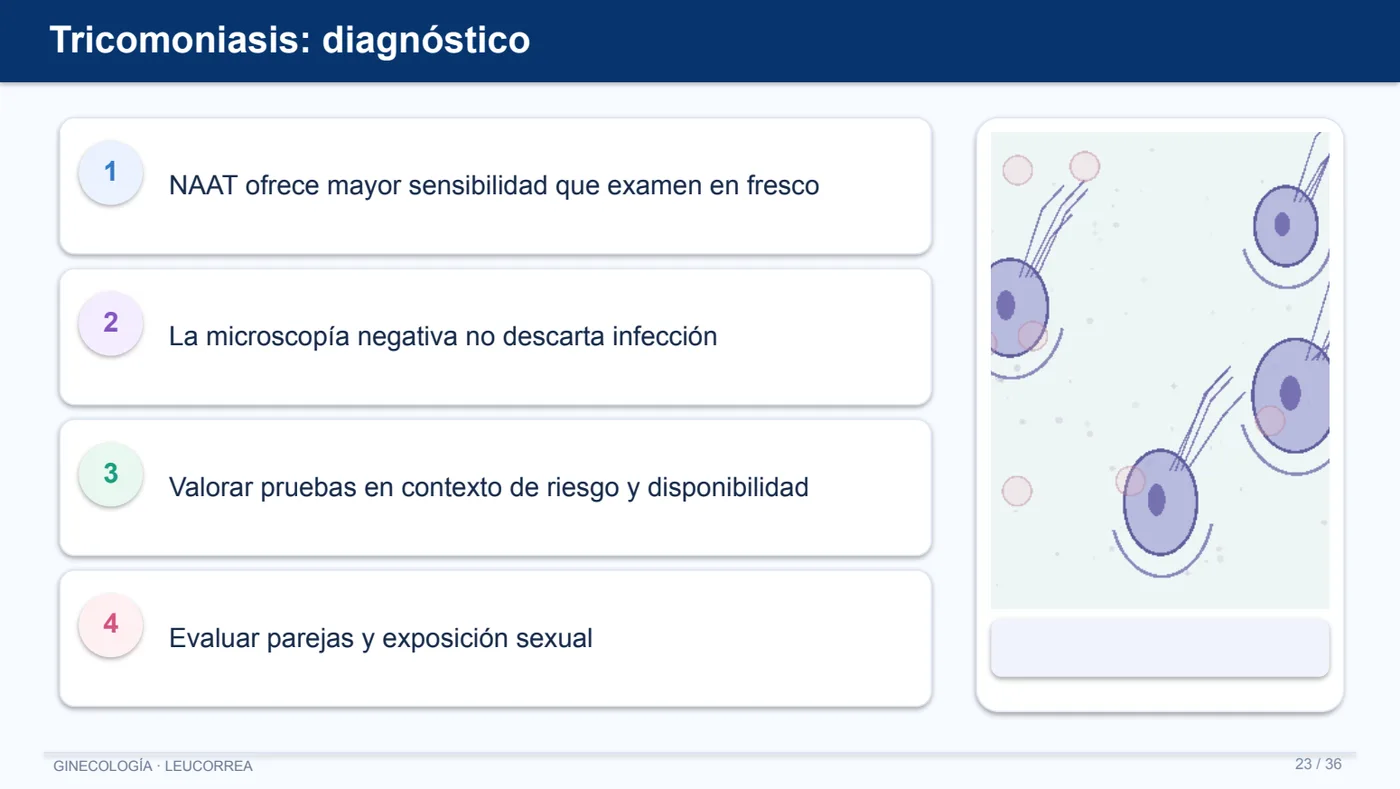 Tricomoniasis: diagnóstico
1
NAAT ofrece mayor sensibilidad que examen en fresco
2
La microscopía negativa no descarta infección
3
Valorar pruebas en contexto de riesgo y disponibilidad
4
Evaluar parejas y exposición sexual
GINECOLOGÍA · LEUCORREA
23 / 36